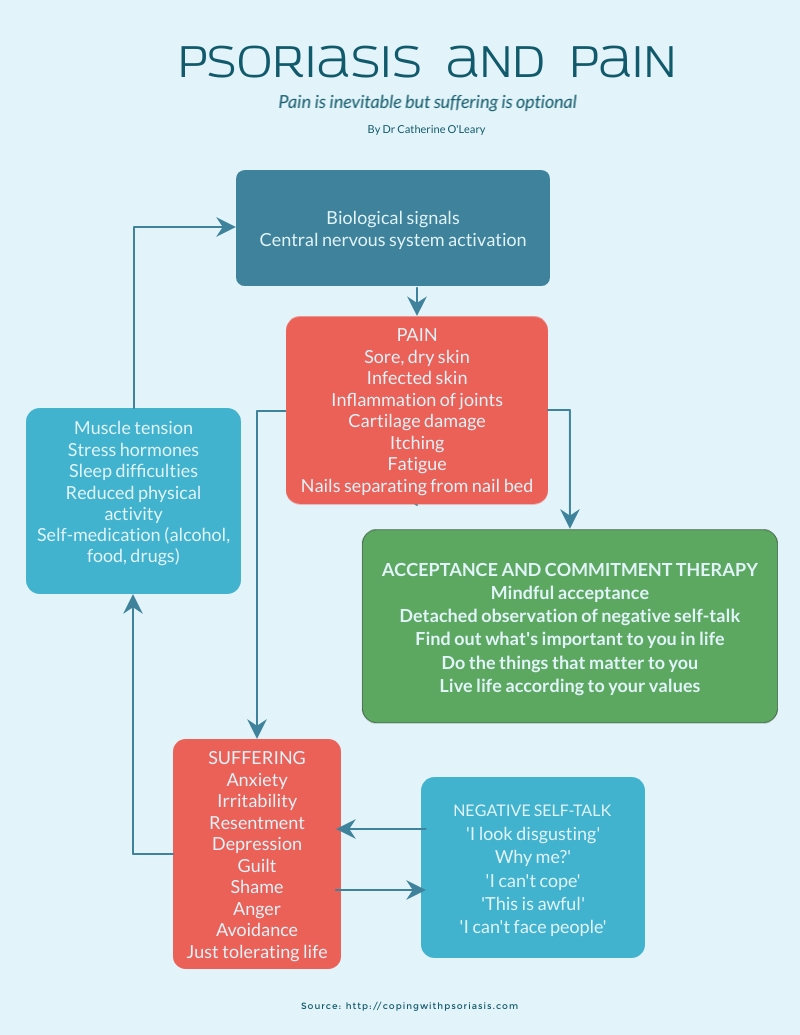 PSORIASIS AND PAIN
Pain is inevitable but suffering is optional
By Dr Catherine O'Leary
Biological signals
Central nervous system activation
PAIN
Sore, dry skin
Infected skin
Inflammation of joints
Cartilage damage
Itching
Fatigue
Nails separating from nail bed
Muscle tension
Stress hormones
Sleep difficulties
Reduced physical
activity
Self-medication (alcohol,
food, drugs)
ACCEPTANCE AND COMMITMENT THERAPY
Mindful acceptance
Detached observation of negative self-talk
Find out what's important to you in life
Do the things that matter to you
Live life according to your values
SUFFERING
Anxiety
Irritability
Resentment
Depression
Guilt
Shame
Anger
Avoidance
Just tolerating life
NEGATIVE SELF-TALK
'I look disgusting'
Why me?'
'I can't cope'
'This is awful'
'I can't face people'
Source: http://copingwithpsoriasis.com